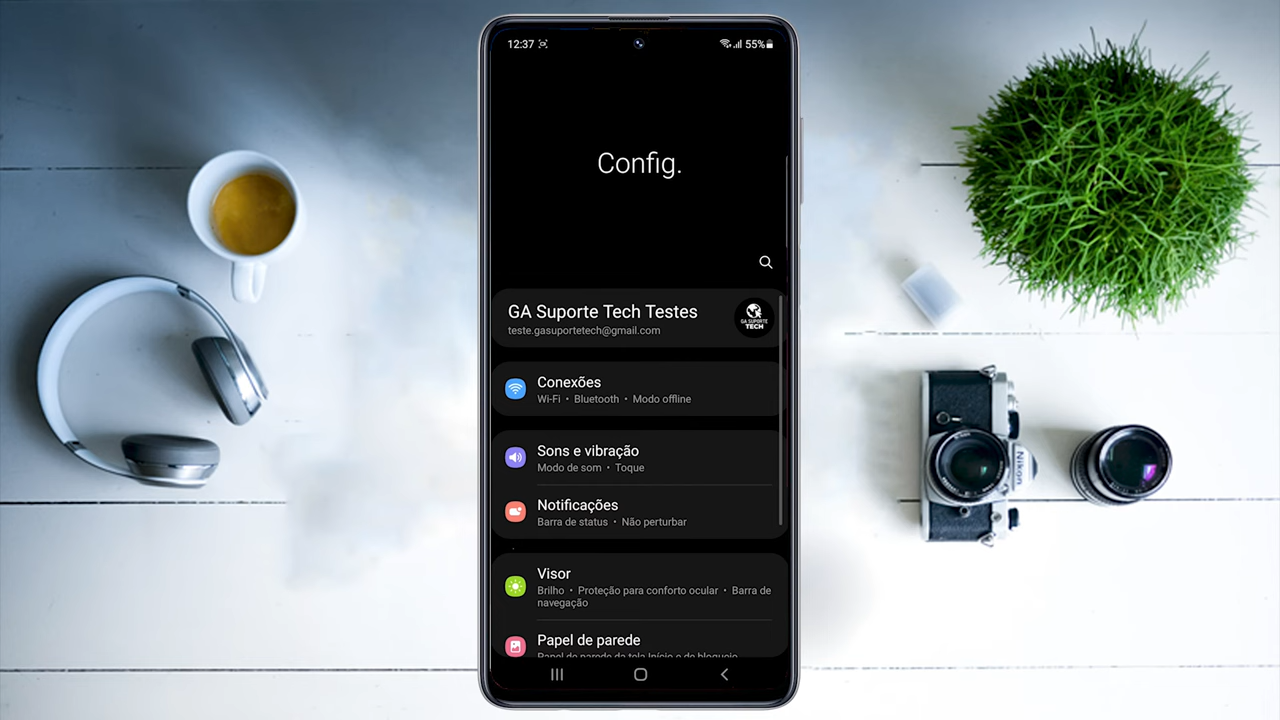 12:37
55%
Config.
GA Suporte Tech Testes
teste.gasuportetech@gmail.com
GA SUPORTE
TECH
Conexões
Wi-Fi • Bluetooth • Modo offline
Sons e vibração
Modo de som • Toque
Notificações
Barra de status • Não perturbar
Visor
Brilho • Proteção para conforto ocular • Barra de
navegação
Papel de parede
Papel de parede da tela Início e de bloqueio
Nikon